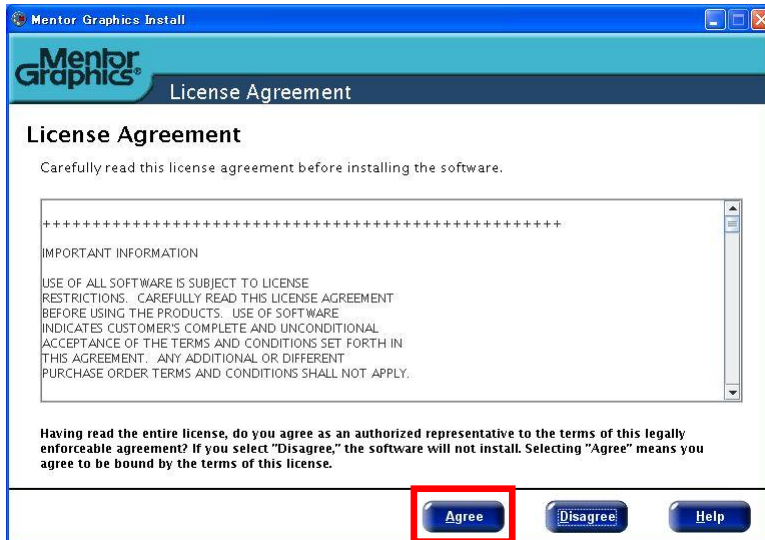 Mentor Graphics Install
Mentor
Graphics®
License Agreement
License Agreement
Carefully read this license agreement before installing the software.
++++++++++++++++++++++++++++++++++++++++++++++++++++
IMPORTANT INFORMATION
USE OF ALL SOFTWARE IS SUBJECT TO LICENSE
RESTRICTIONS. CAREFULLY READ THIS LICENSE AGREEMENT
BEFORE USING THE PRODUCTS. USE OF SOFTWARE
INDICATES CUSTOMER'S COMPLETE AND UNCONDITIONAL
ACCEPTANCE OF THE TERMS AND CONDITIONS SET FORTH IN
THIS AGREEMENT. ANY ADDITIONAL OR DIFFERENT
PURCHASE ORDER TERMS AND CONDITIONS SHALL NOT APPLY.
Having read the entire license, do you agree as an authorized representative to the terms of this legally
enforceable agreement? If you select "Disagree," the software will not install. Selecting "Agree" means you
agree to be bound by the terms of this license.
Agree Disagree Help